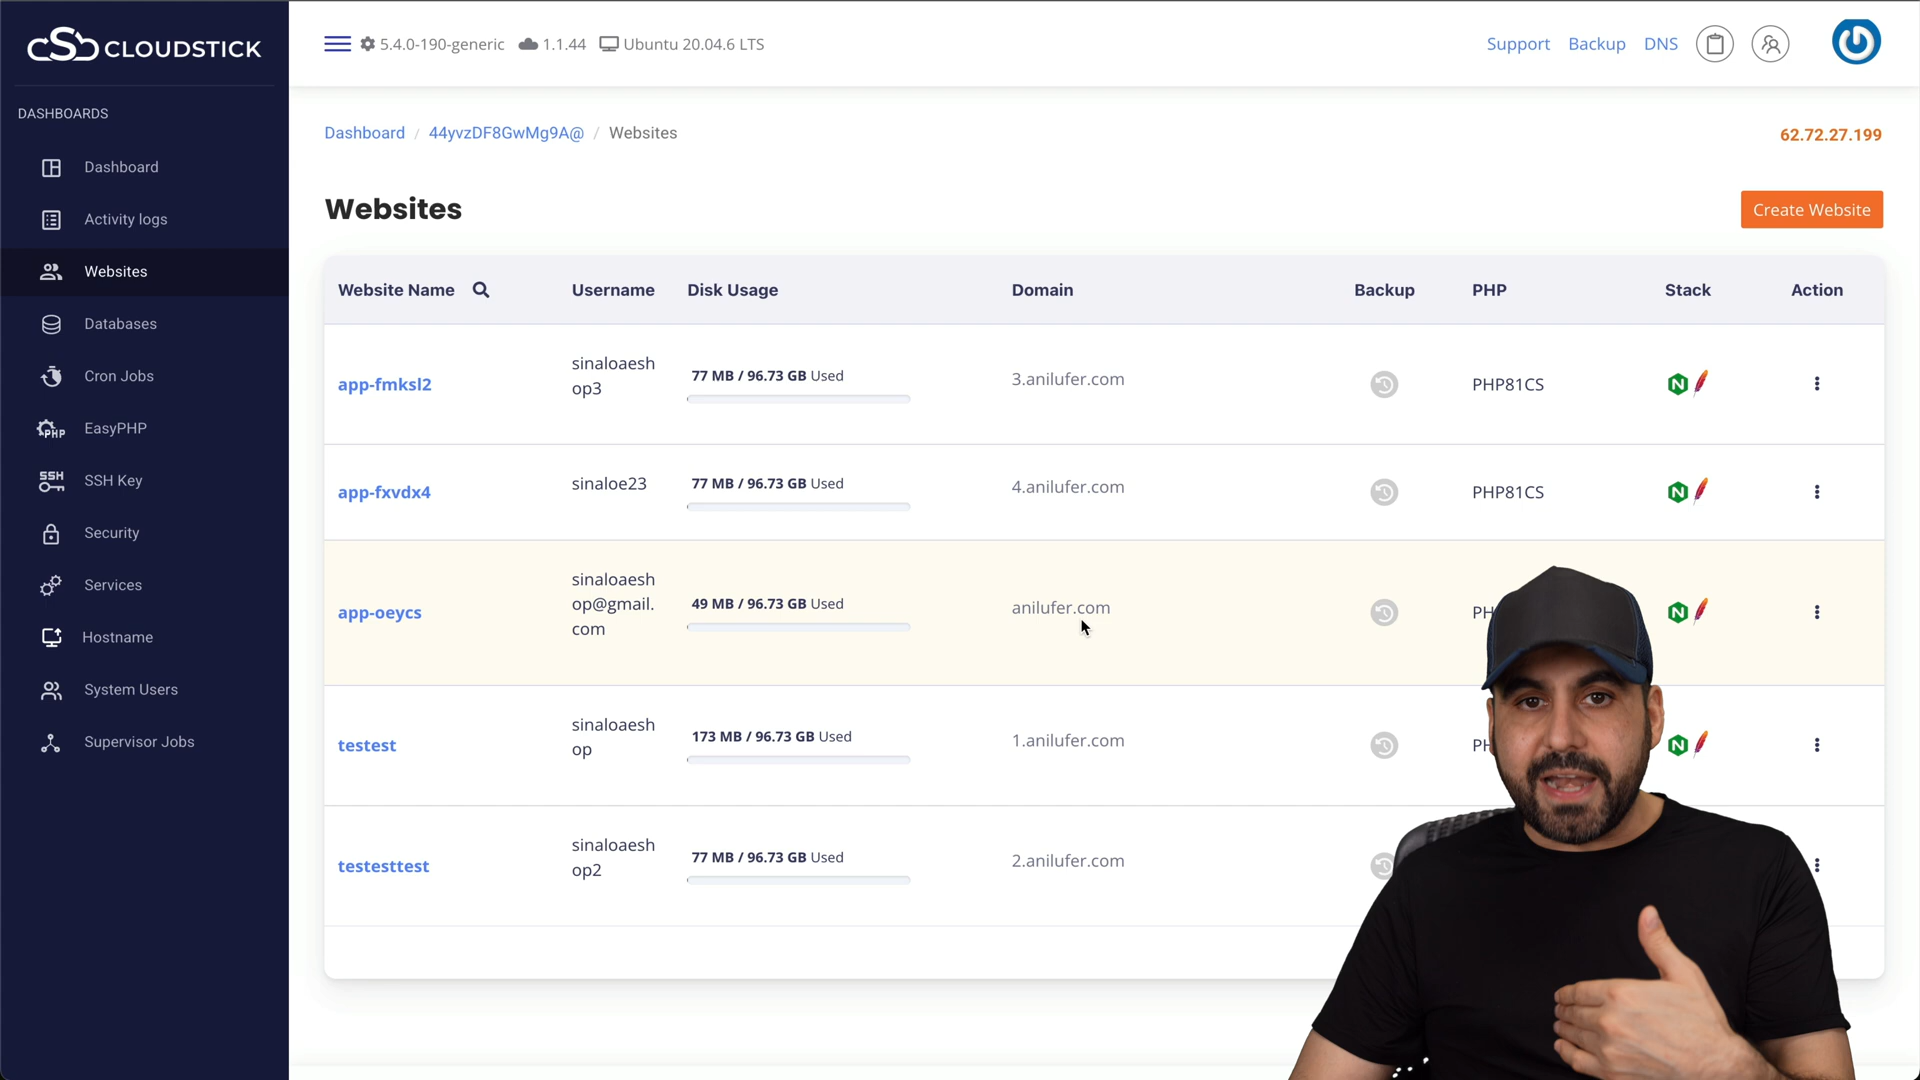 CLOUDSTICK
5.4.0-190-generic 1.1.44 Ubuntu 20.04.6 LTS
Support Backup DNS
DASHBOARDS
Dashboard
Activity logs
Websites
Databases
Cron Jobs
PHP EasyPHP
SSH SSH Key
Security
Services
Hostname
System Users
Supervisor Jobs
Dashboard / 44yvzDF8GwMg9A@ / Websites
62.72.27.199
Websites
Create Website
Website Name Username Disk Usage Domain Backup PHP Stack Action
app-fmksl2 sinaloaesh
op3 77 MB / 96.73 GB Used 3.anilufer.com PHP81CS N
app-fxvdx4 sinaloe23 77 MB / 96.73 GB Used 4.anilufer.com PHP81CS N
app-oeycs sinaloaesh
op@gmail.
com 49 MB / 96.73 GB Used anilufer.com N
testest sinaloaesh
op 173 MB / 96.73 GB Used 1.anilufer.com N
testesttest sinaloaesh
op2 77 MB / 96.73 GB Used 2.anilufer.com